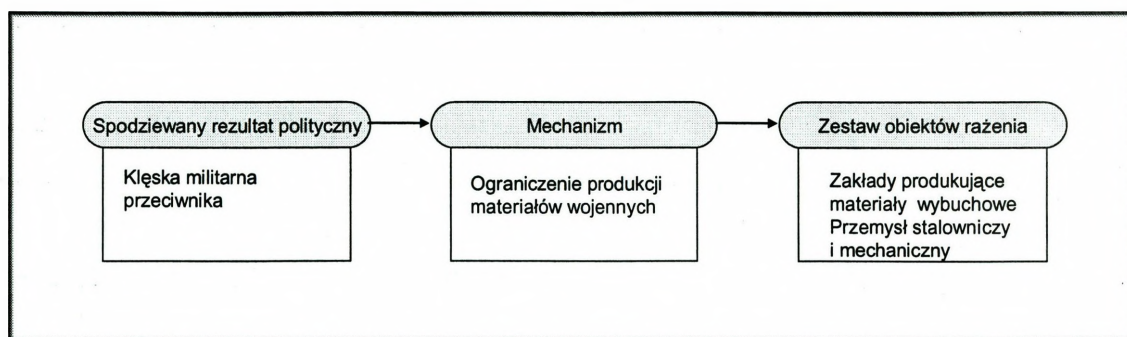 Spodziewany rezultat polityczny
Klęska militarna
przeciwnika
Mechanizm
Ograniczenie produkcji
materiałów wojennych
Zestaw obiektów rażenia
Zakłady produkujące
materiały wybuchowe
Przemysł stalowniczy
i mechaniczny